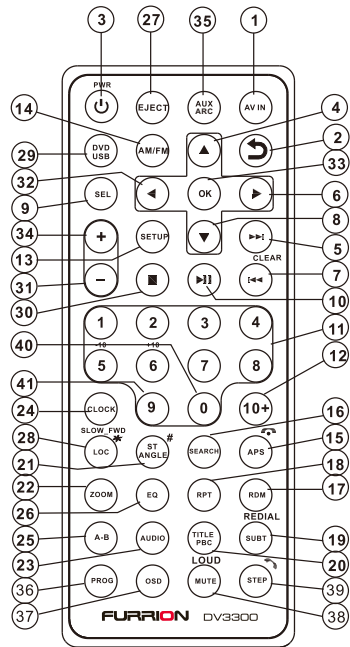 3 27 35 1
PWR
EJECT AUX ARC AV IN
14 4
DVD USB AM/FM
29 2
32 33
SEL OK
9 6
34 8
+ SETUP
13 5
CLEAR
− 7
31
30 10
1 2 3 4
-10 +10
40 11
5 6 7 8
12
41
CLOCK 9 0 10+
24 16
SLOW_FWD * #
28 LOC ST ANGLE SEARCH APS 15
21 18
22 ZOOM EQ RPT RDM 17
26 REDIAL
25 A-B AUDIO TITLE PBC SUBT 19
23 20
LOUD
36 PROG OSD MUTE STEP 39
37 38
FURRION DV3300